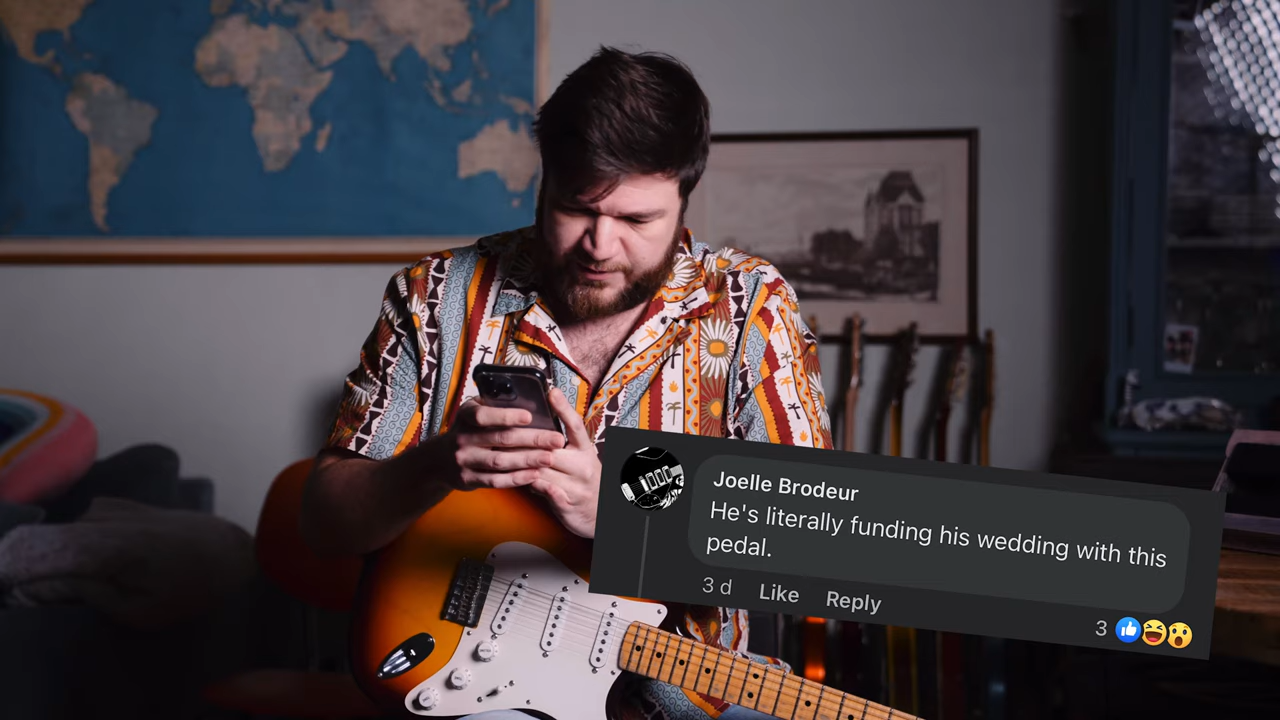 Joelle Brodeur
He's literally funding his wedding with this
pedal.
3 d Like Reply
3